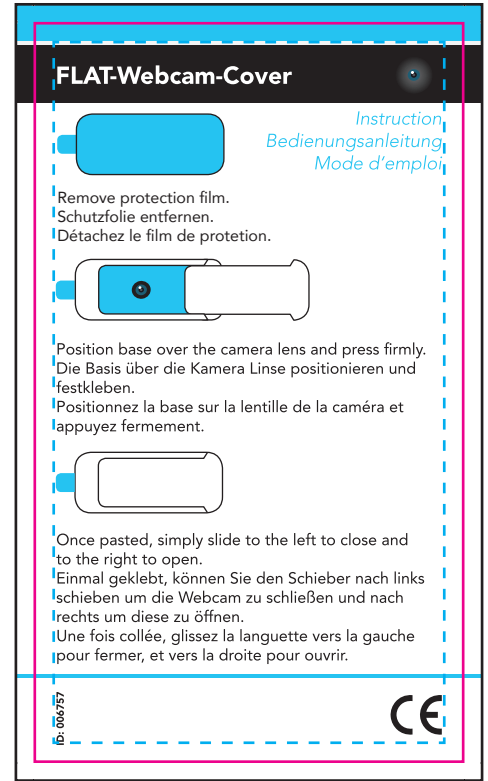 FLAT-Webcam-Cover
Instruction
Bedienungsanleitung
Mode d'emploi
Remove protection film.
Schutzfolie entfernen.
Détachez le film de protetion.
Position base over the camera lens and press firmly.
Die Basis über die Kamera Linse positionieren und
festkleben.
Positionnez la base sur la lentille de la caméra et
appuyez fermement.
Once pasted, simply slide to the left to close and
to the right to open.
Einmal geklebt, können Sie den Schieber nach links
schieben um die Webcam zu schließen und nach
rechts um diese zu öffnen.
Une fois collée, glissez la languette vers la gauche
pour fermer, et vers la droite pour ouvrir.
ID: 006757
CE